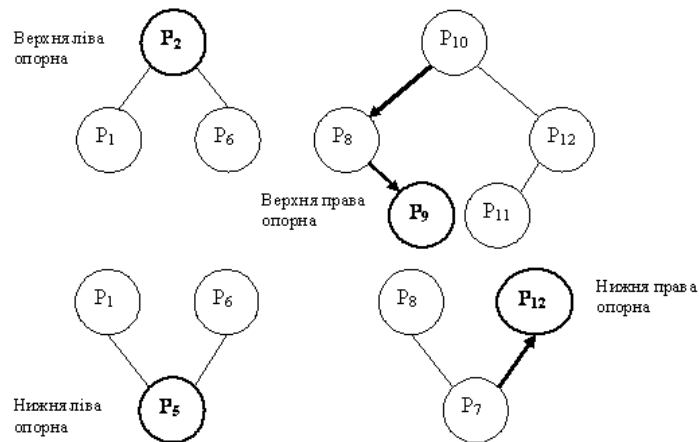 Верхня ліва
опорна
P2
P1
P6
P10
P8
P12
Верхня права
опорна
P9
P11
P1
P6
Нижня ліва
опорна
P5
P8
P12
Нижня права
опорна
P7